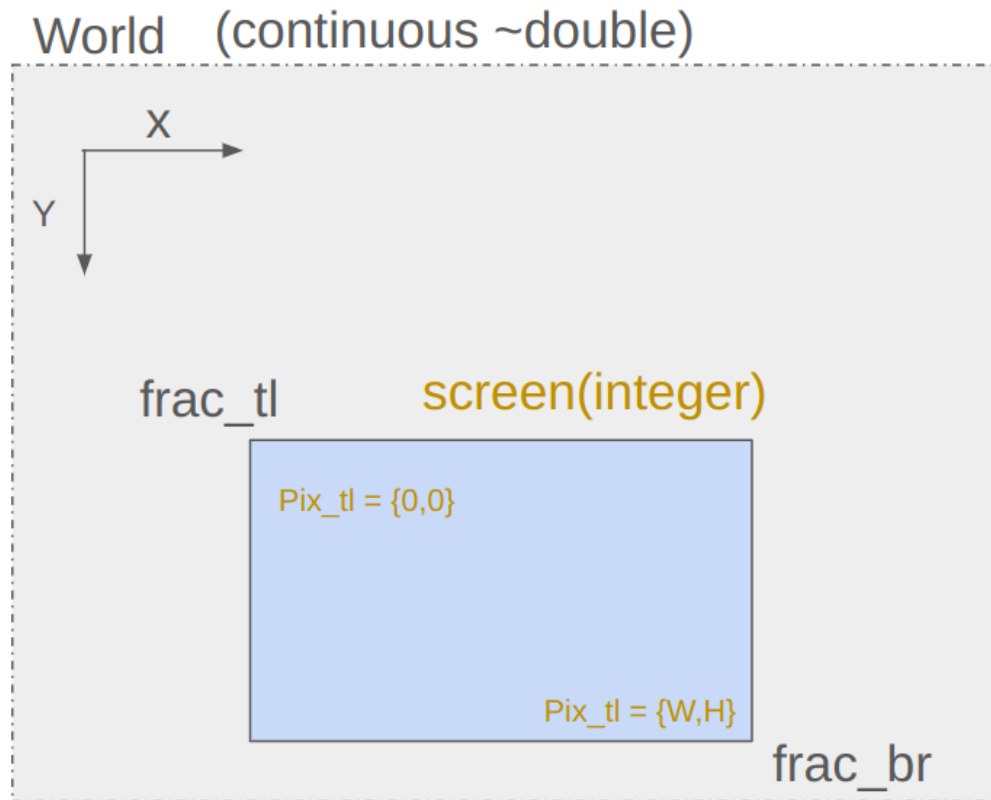 World (continuous ~double)
X
Y
frac_tl
screen(integer)
Pix_tl = {0,0}
Pix_tl = {W,H}
frac_br